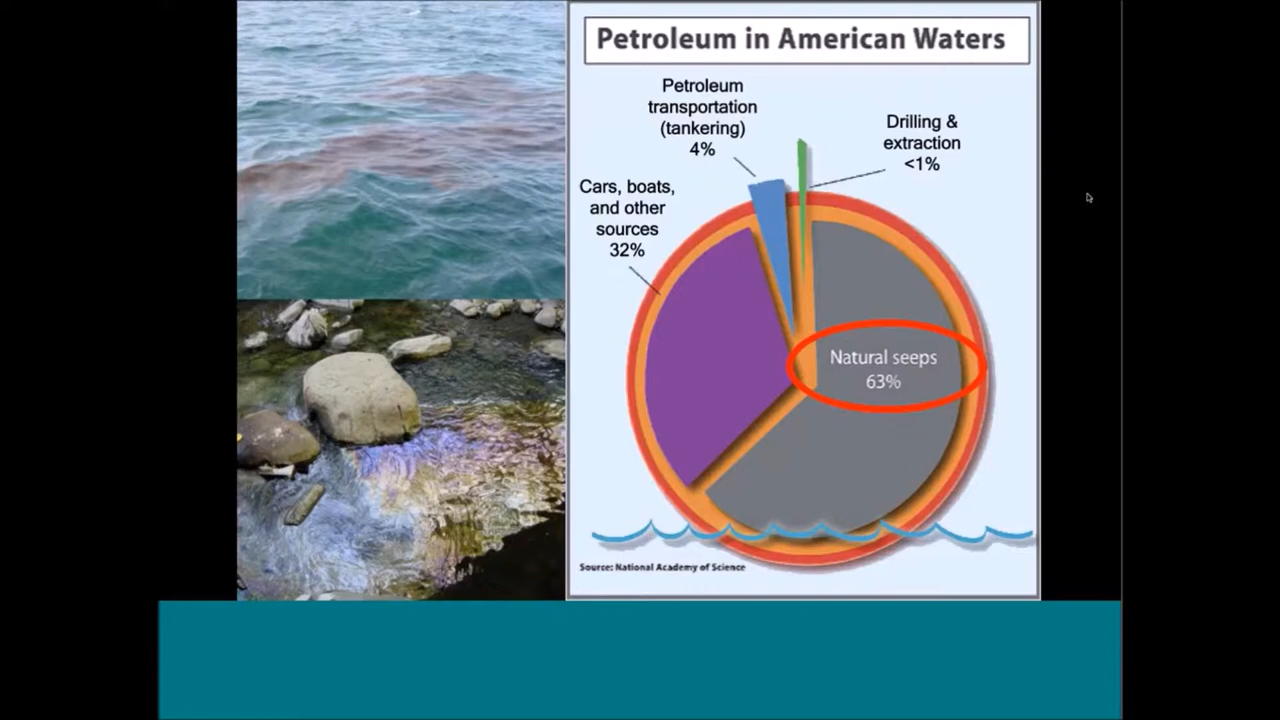 Petroleum in American Waters
Petroleum
transportation
(tankering)
4%
Drilling &
extraction
<1%
Cars, boats,
and other
sources
32%
Natural seeps
63%
Source: National Academy of Science